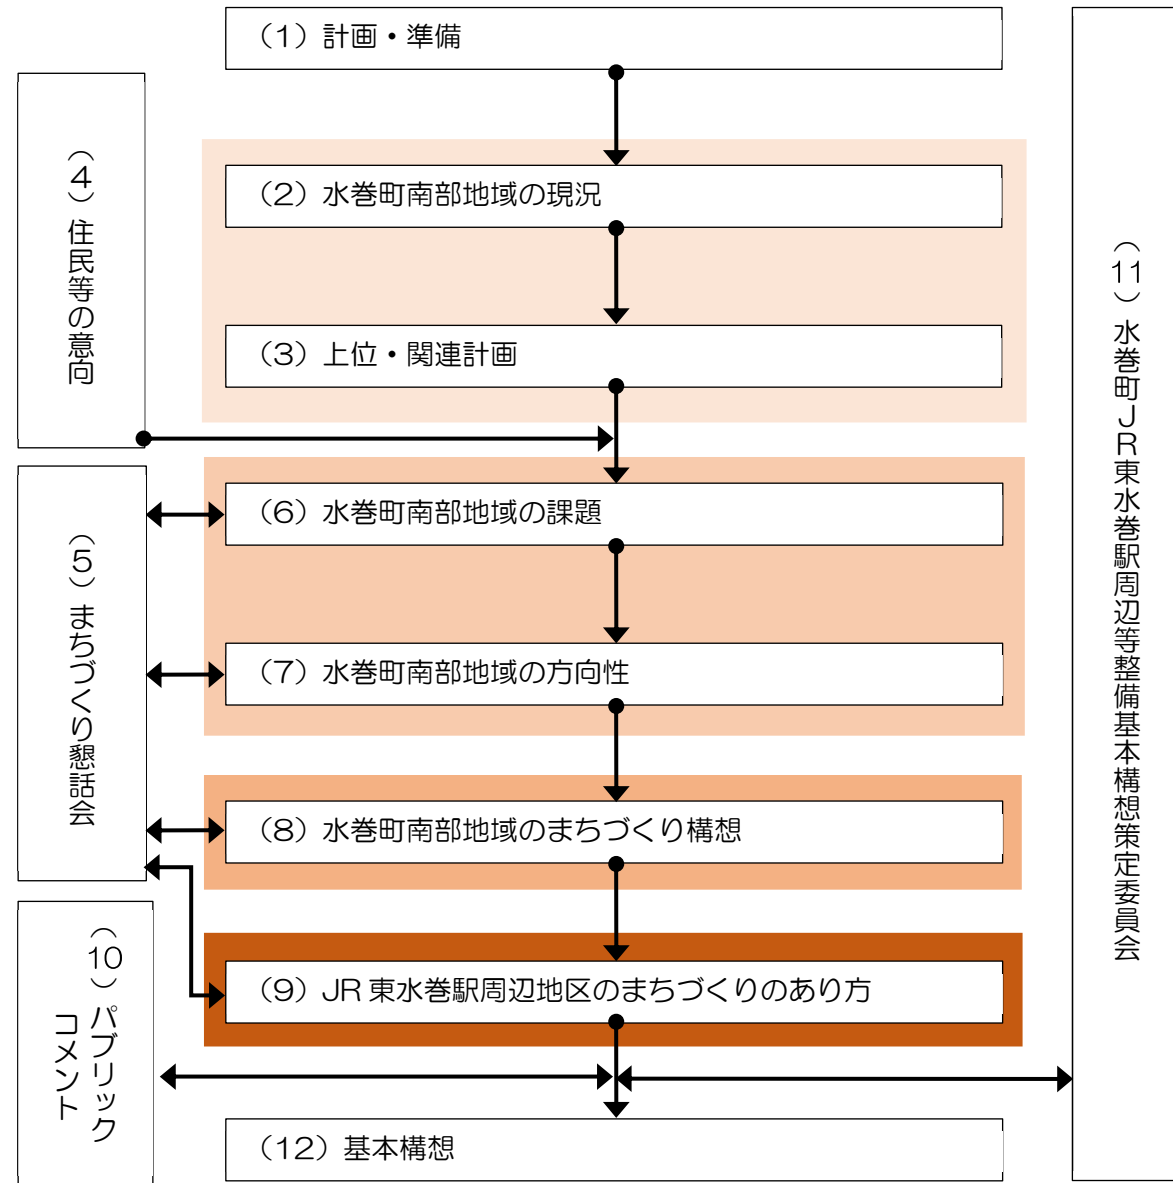 （1）計画・準備
（2）水巻町南部地域の現況
（3）上位・関連計画
（4）住民等の意向
（5）まちづくり懇話会
（6）水巻町南部地域の課題
（7）水巻町南部地域の方向性
（8）水巻町南部地域のまちづくり構想
（9）JR 東水巻駅周辺地区のまちづくりのあり方
（10）パブリック
コメント
（11）水巻町ＪＲ東水巻駅周辺等整備基本構想策定委員会
（12）基本構想